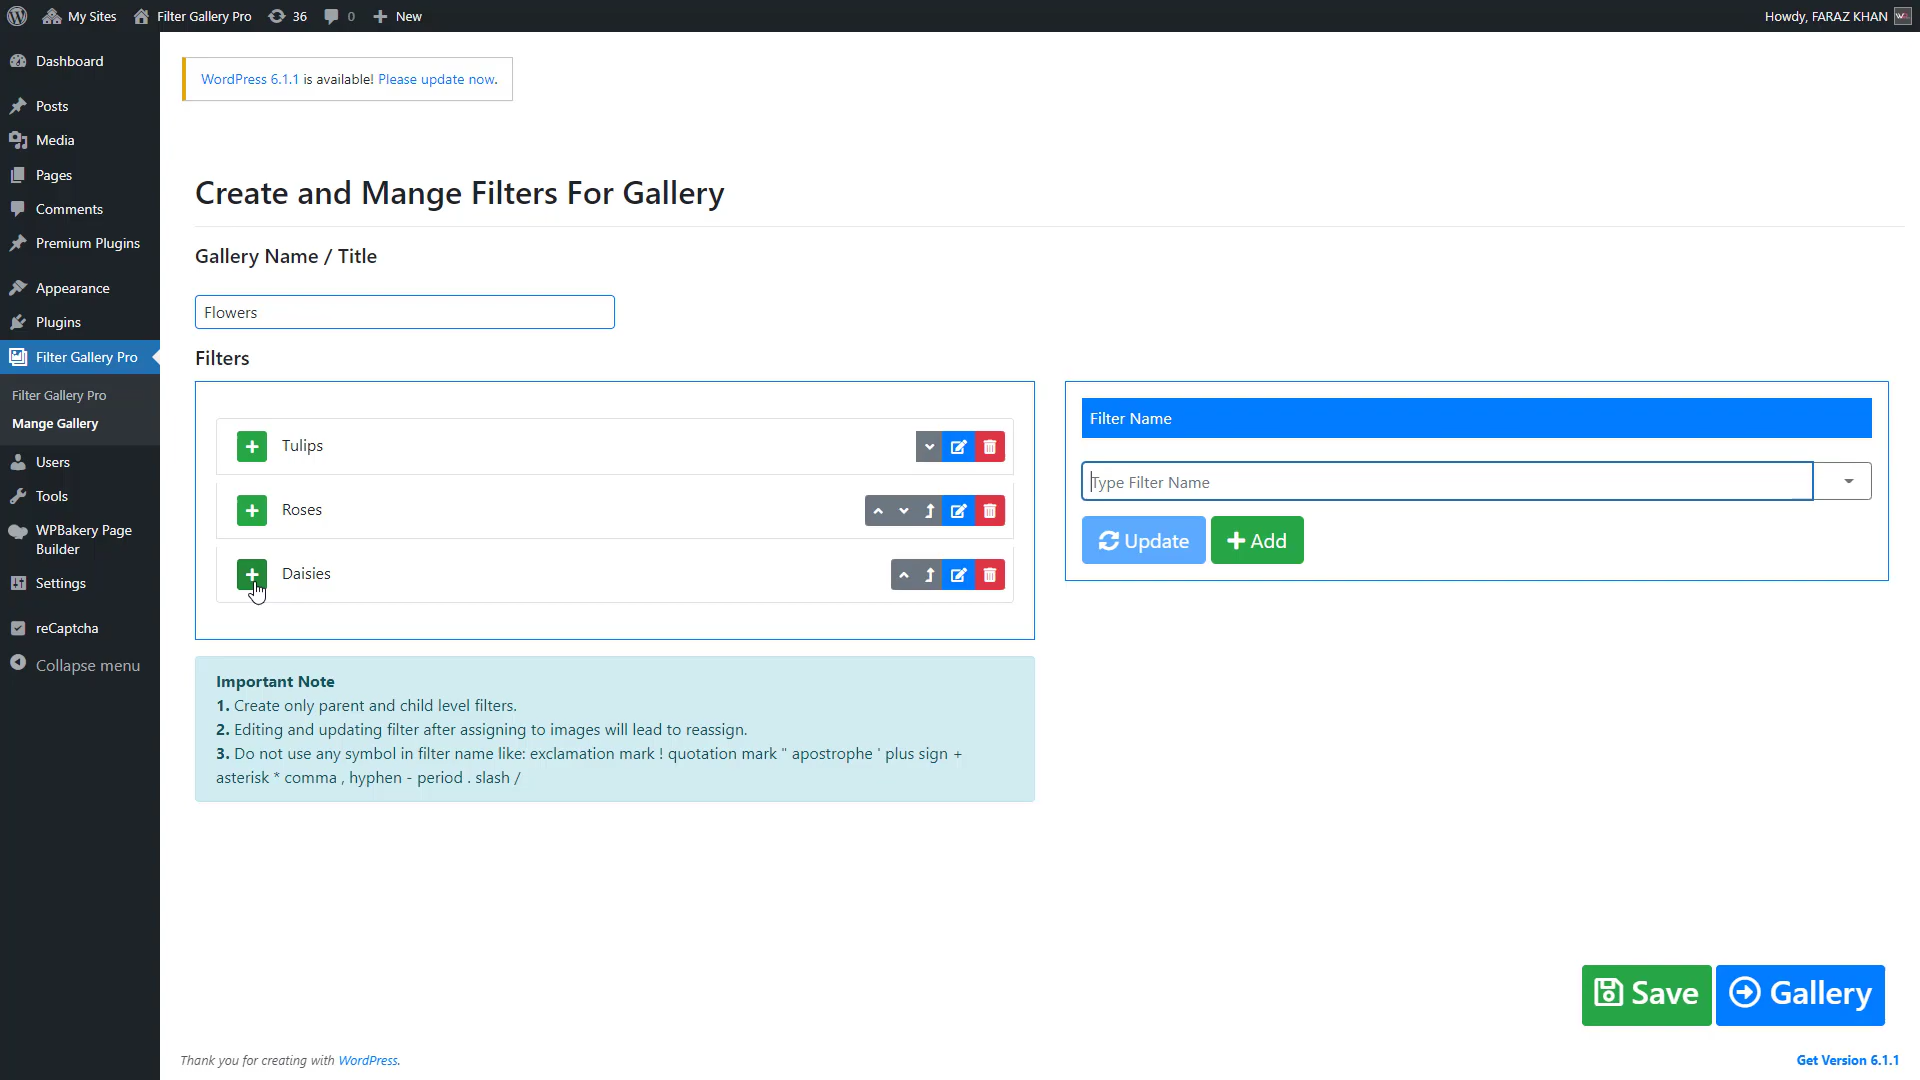 My Sites
Filter Gallery Pro
36
0
New
Howdy, FARAZ KHAN
Dashboard
Posts
Media
Pages
Comments
Premium Plugins
Appearance
Plugins
Filter Gallery Pro
Filter Gallery Pro
Mange Gallery
Users
Tools
WPBakery Page
Builder
Settings
reCaptcha
Collapse menu
WordPress 6.1.1 is available! Please update now.
Create and Mange Filters For Gallery
Gallery Name / Title
Flowers
Filters
Tulips
Roses
Daisies
Filter Name
Type Filter Name
Update
Add
Important Note
1. Create only parent and child level filters.
2. Editing and updating filter after assigning to images will lead to reassign.
3. Do not use any symbol in filter name like: exclamation mark ! quotation mark " apostrophe ' plus sign +
asterisk * comma , hyphen - period . slash /
Save
Gallery
Thank you for creating with WordPress.
Get Version 6.1.1